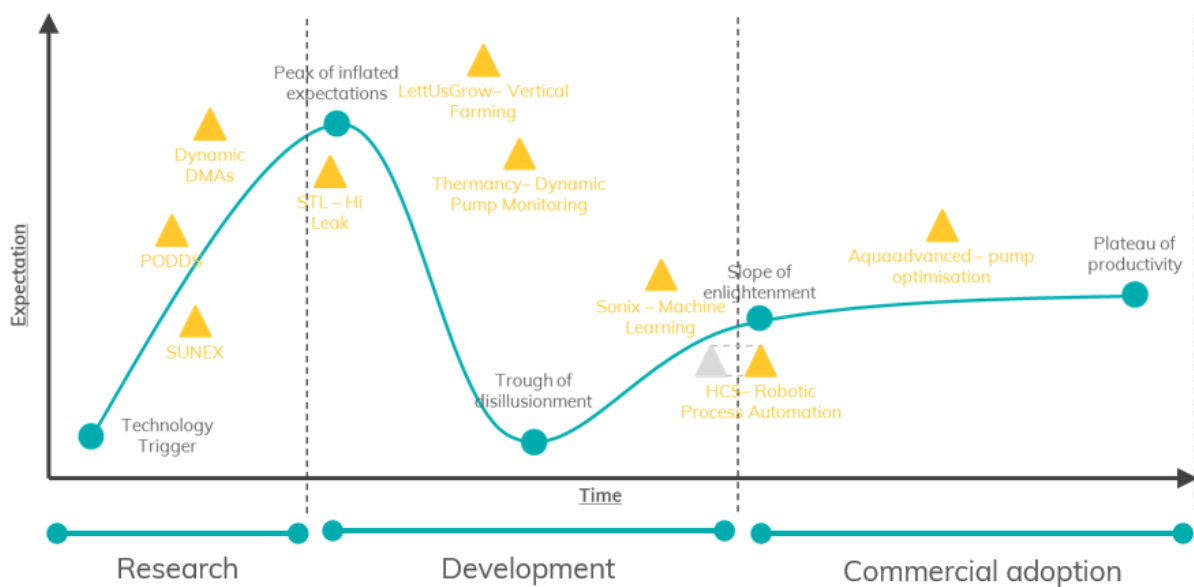 Peak of inflated
expectations
LettUsGrow– Vertical
Farming
Dynamic
DMAs
Thermancy– Dynamic
Pump Monitoring
STL – Hi
Leak
PODDS
SUNEX
Technology
Trigger
Trough of
disillusionment
Sonix – Machine
Learning
Slope of
enlightenment
HCS– Robotic
Process Automation
Aquaadvanced – pump
optimisation
Plateau of
productivity
Expectation
Time
Research
Development
Commercial adoption